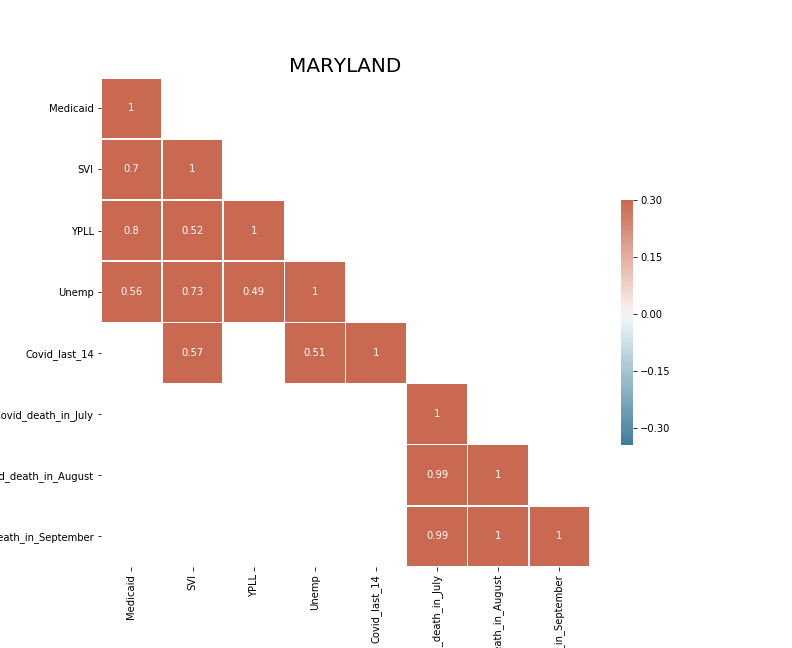 MARYLAND
Medicaid 1
SVI 0.7 1
YPLL 0.8 0.52 1
Unemp 0.56 0.73 0.49 1
Covid_last_14 0.57 0.51 1
ovid_death_in_July 1
d_death_in_August 0.99 1
eath_in_September 0.99 1 1
Medicaid
SVI
YPLL
Unemp
Covid_last_14
_death_in_July
eath_in_August
_in_September
0.30
0.15
0.00
−0.15
−0.30